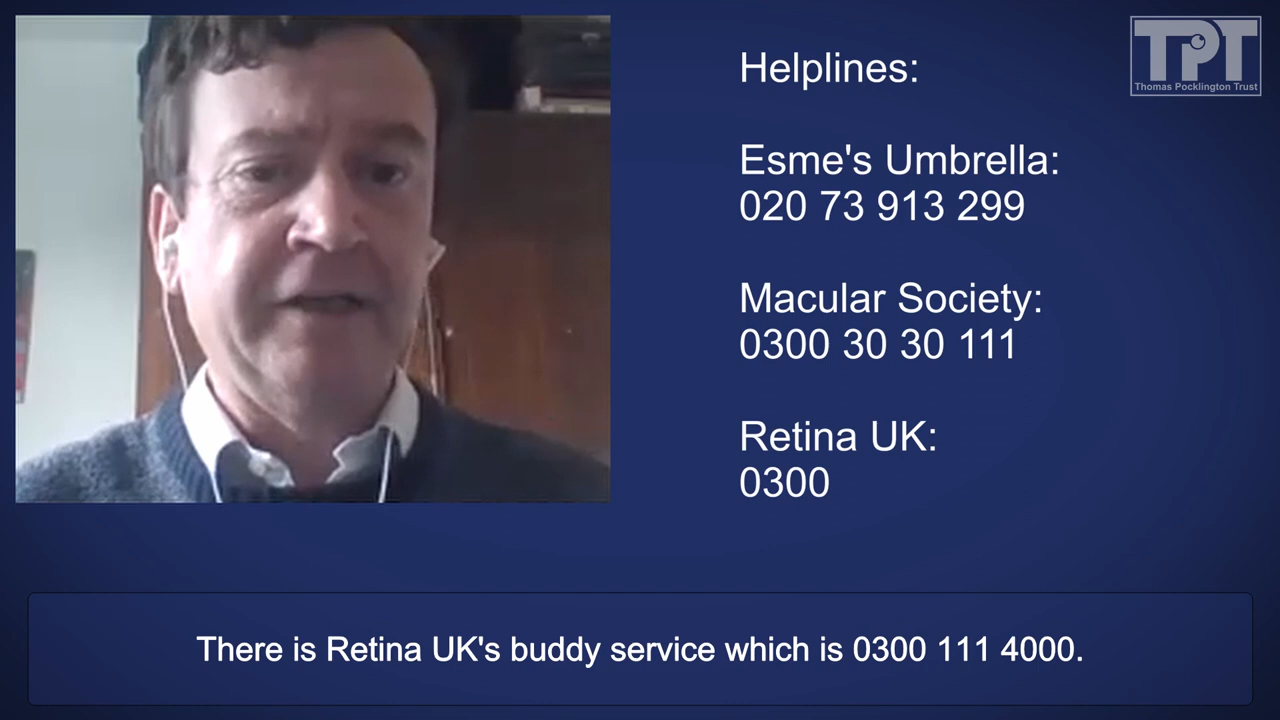 TPT
Thomas Pocklington Trust
Helplines:
Esme's Umbrella:
020 73 913 299
Macular Society:
0300 30 30 111
Retina UK:
0300
There is Retina UK's buddy service which is 0300 111 4000.